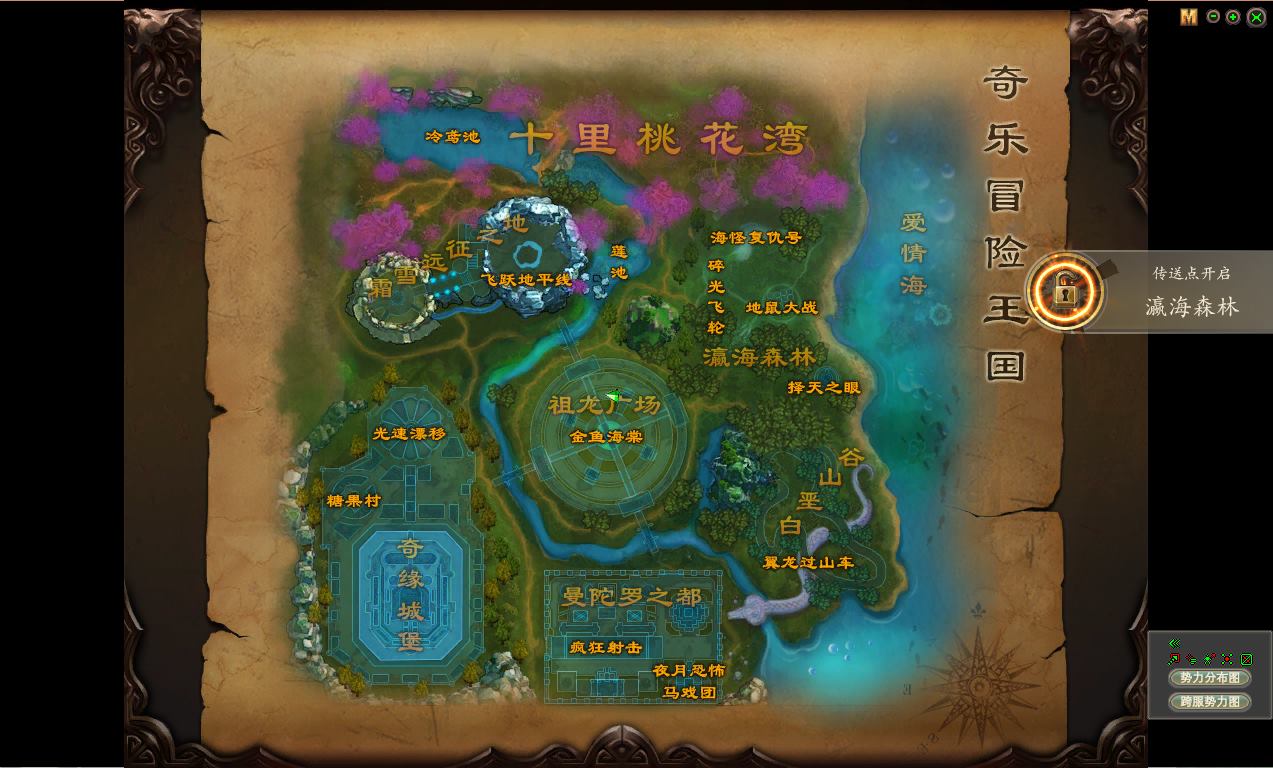 M
奇乐冒险王国
十里桃花湾
冷鸢池
霜雪远征之地
飞跃地平线
莲池
海怪复仇号
碎光飞轮
地鼠大战
瀛海森林
择天之眼
爱情海
传送点开启
瀛海森林
祖龙广场
金鱼海棠
光速漂移
糖果村
奇缘城堡
白垩山谷
翼龙过山车
曼陀罗之都
疯狂射击
夜月恐怖
马戏团
势力分布图
跨服势力图